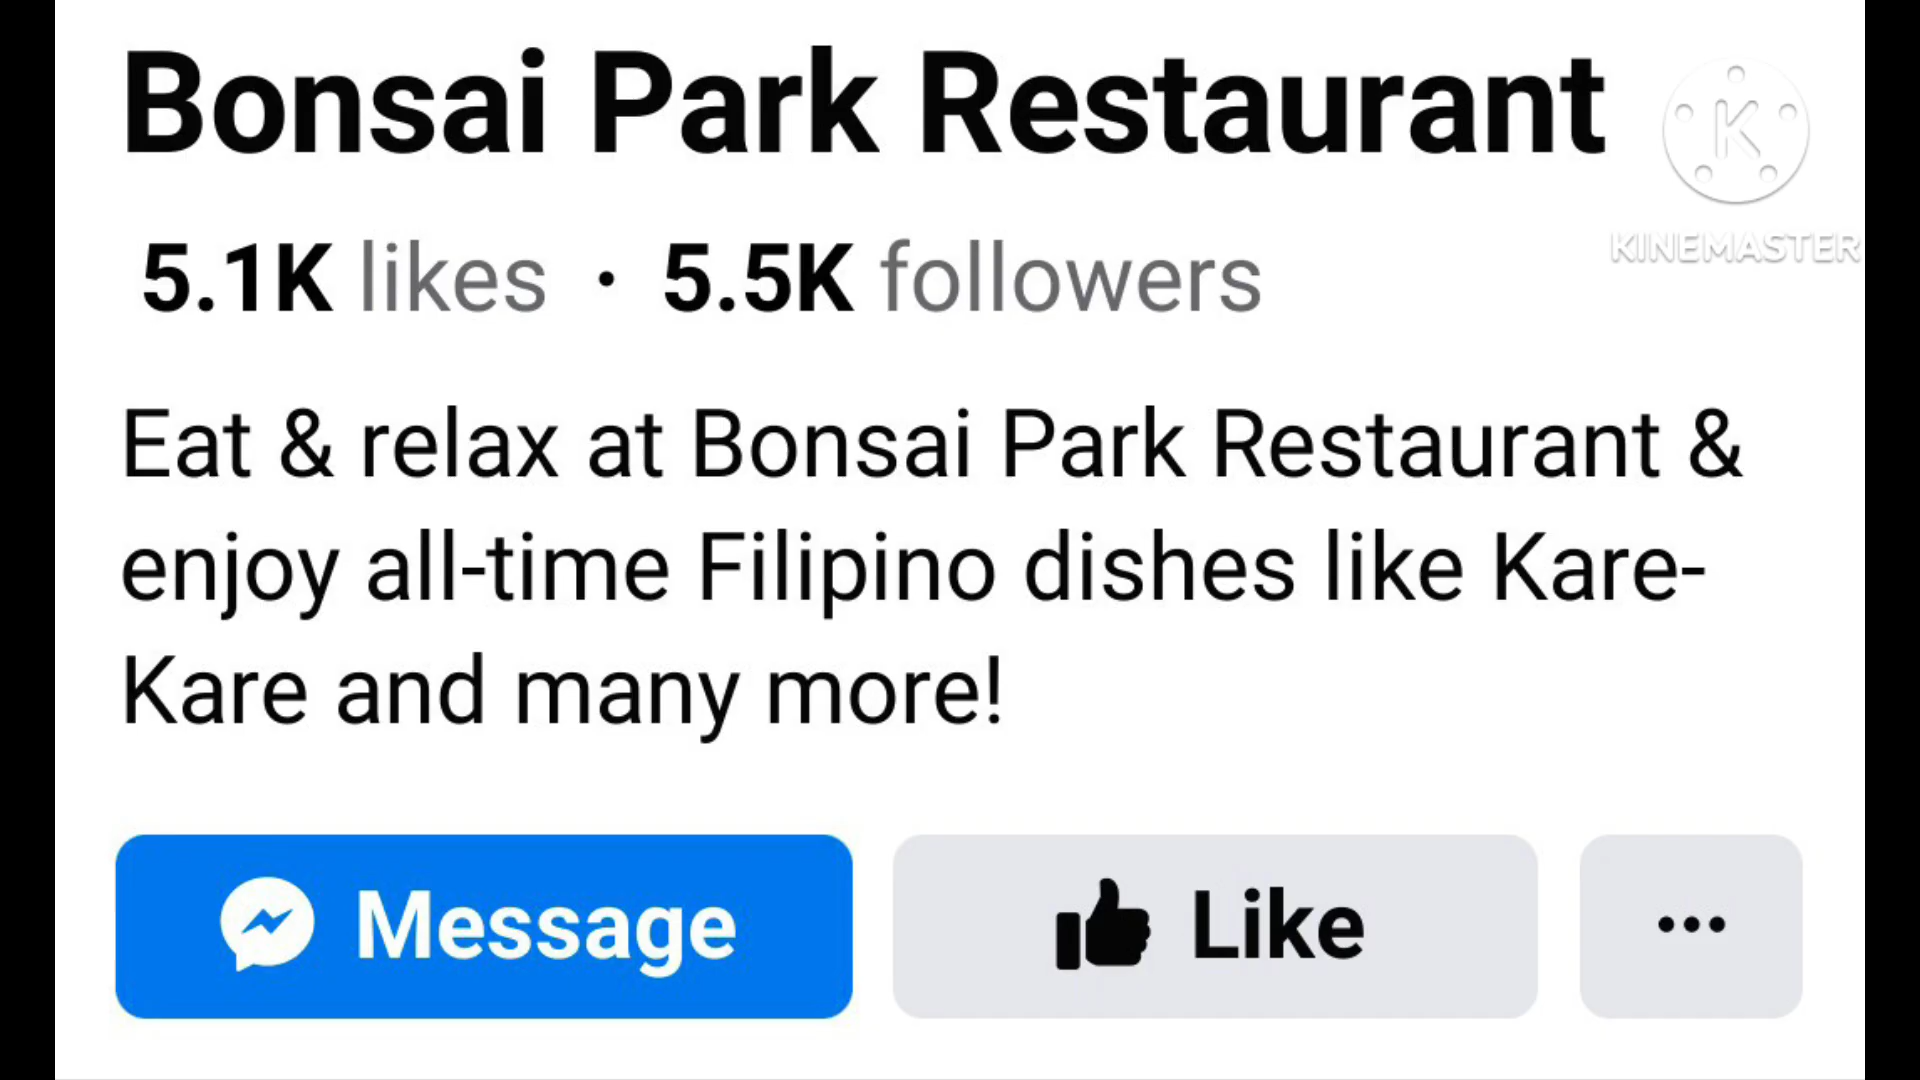 Bonsai Park Restaurant
K
KINEMASTER
5.1K likes · 5.5K followers
Eat & relax at Bonsai Park Restaurant &
enjoy all-time Filipino dishes like Kare-
Kare and many more!
Message
Like
...